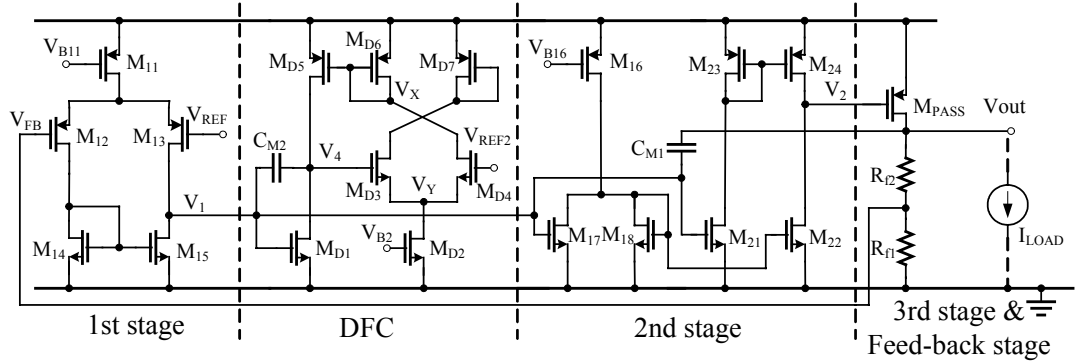 V_B11
M_11
V_FB
M_12
M_13
V_REF
V_1
M_14
M_15
1st stage
M_D5
M_D6
M_D7
V_X
C_M2
V_4
M_D3
V_REF2
M_D4
V_Y
V_B2
M_D1
M_D2
DFC
V_B16
M_16
M_23
M_24
V_2
C_M1
M_17
M_18
M_21
M_22
2nd stage
M_PASS
Vout
R_f2
R_f1
I_LOAD
3rd stage &
Feed-back stage